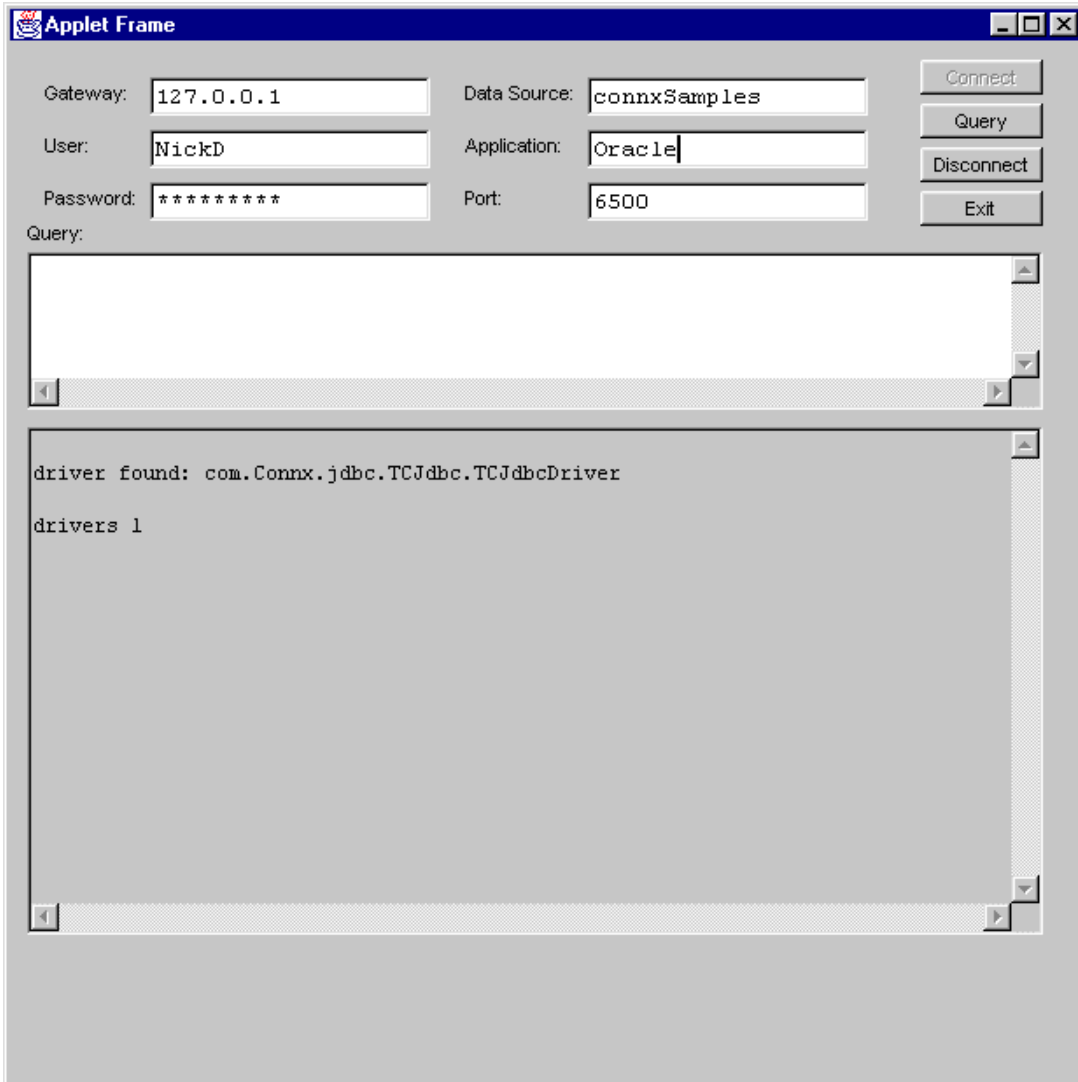 Applet Frame
Gateway: 127.0.0.1 Data Source: connxSamples Connect
User: NickD Application: Oracle Query
Password: ********* Port: 6500 Disconnect
Exit
Query:
driver found: com.Connx.jdbc.TCJdbc.TCJdbcDriver
drivers 1